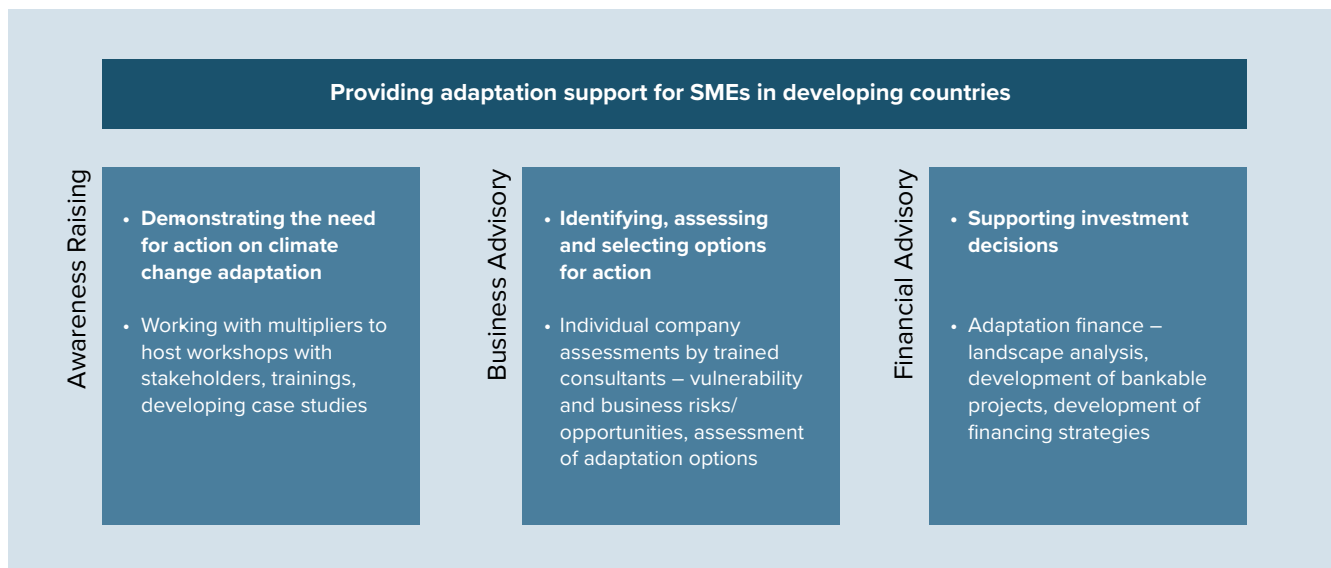 Providing adaptation support for SMEs in developing countries
Awareness Raising
• Demonstrating the need
for action on climate
change adaptation
• Working with multipliers to
host workshops with
stakeholders, trainings,
developing case studies
Business Advisory
• Identifying, assessing
and selecting options
for action
• Individual company
assessments by trained
consultants – vulnerability
and business risks/
opportunities, assessment
of adaptation options
Financial Advisory
• Supporting investment
decisions
• Adaptation finance –
landscape analysis,
development of bankable
projects, development of
financing strategies